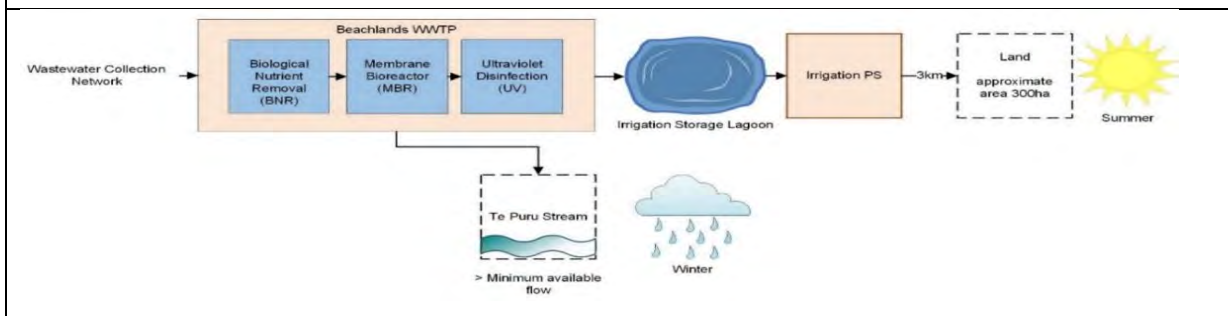 Beachlands WWTP
Wastewater Collection
Network
Biological
Nutrient
Removal
(BNR)
Membrane
Bioreactor
(MBR)
Ultraviolet
Disinfection
(UV)
Irrigation Storage Lagoon
Irrigation PS
3km
Land
approximate
area 300ha
Summer
Te Puru Stream
> Minimum available
flow
Winter